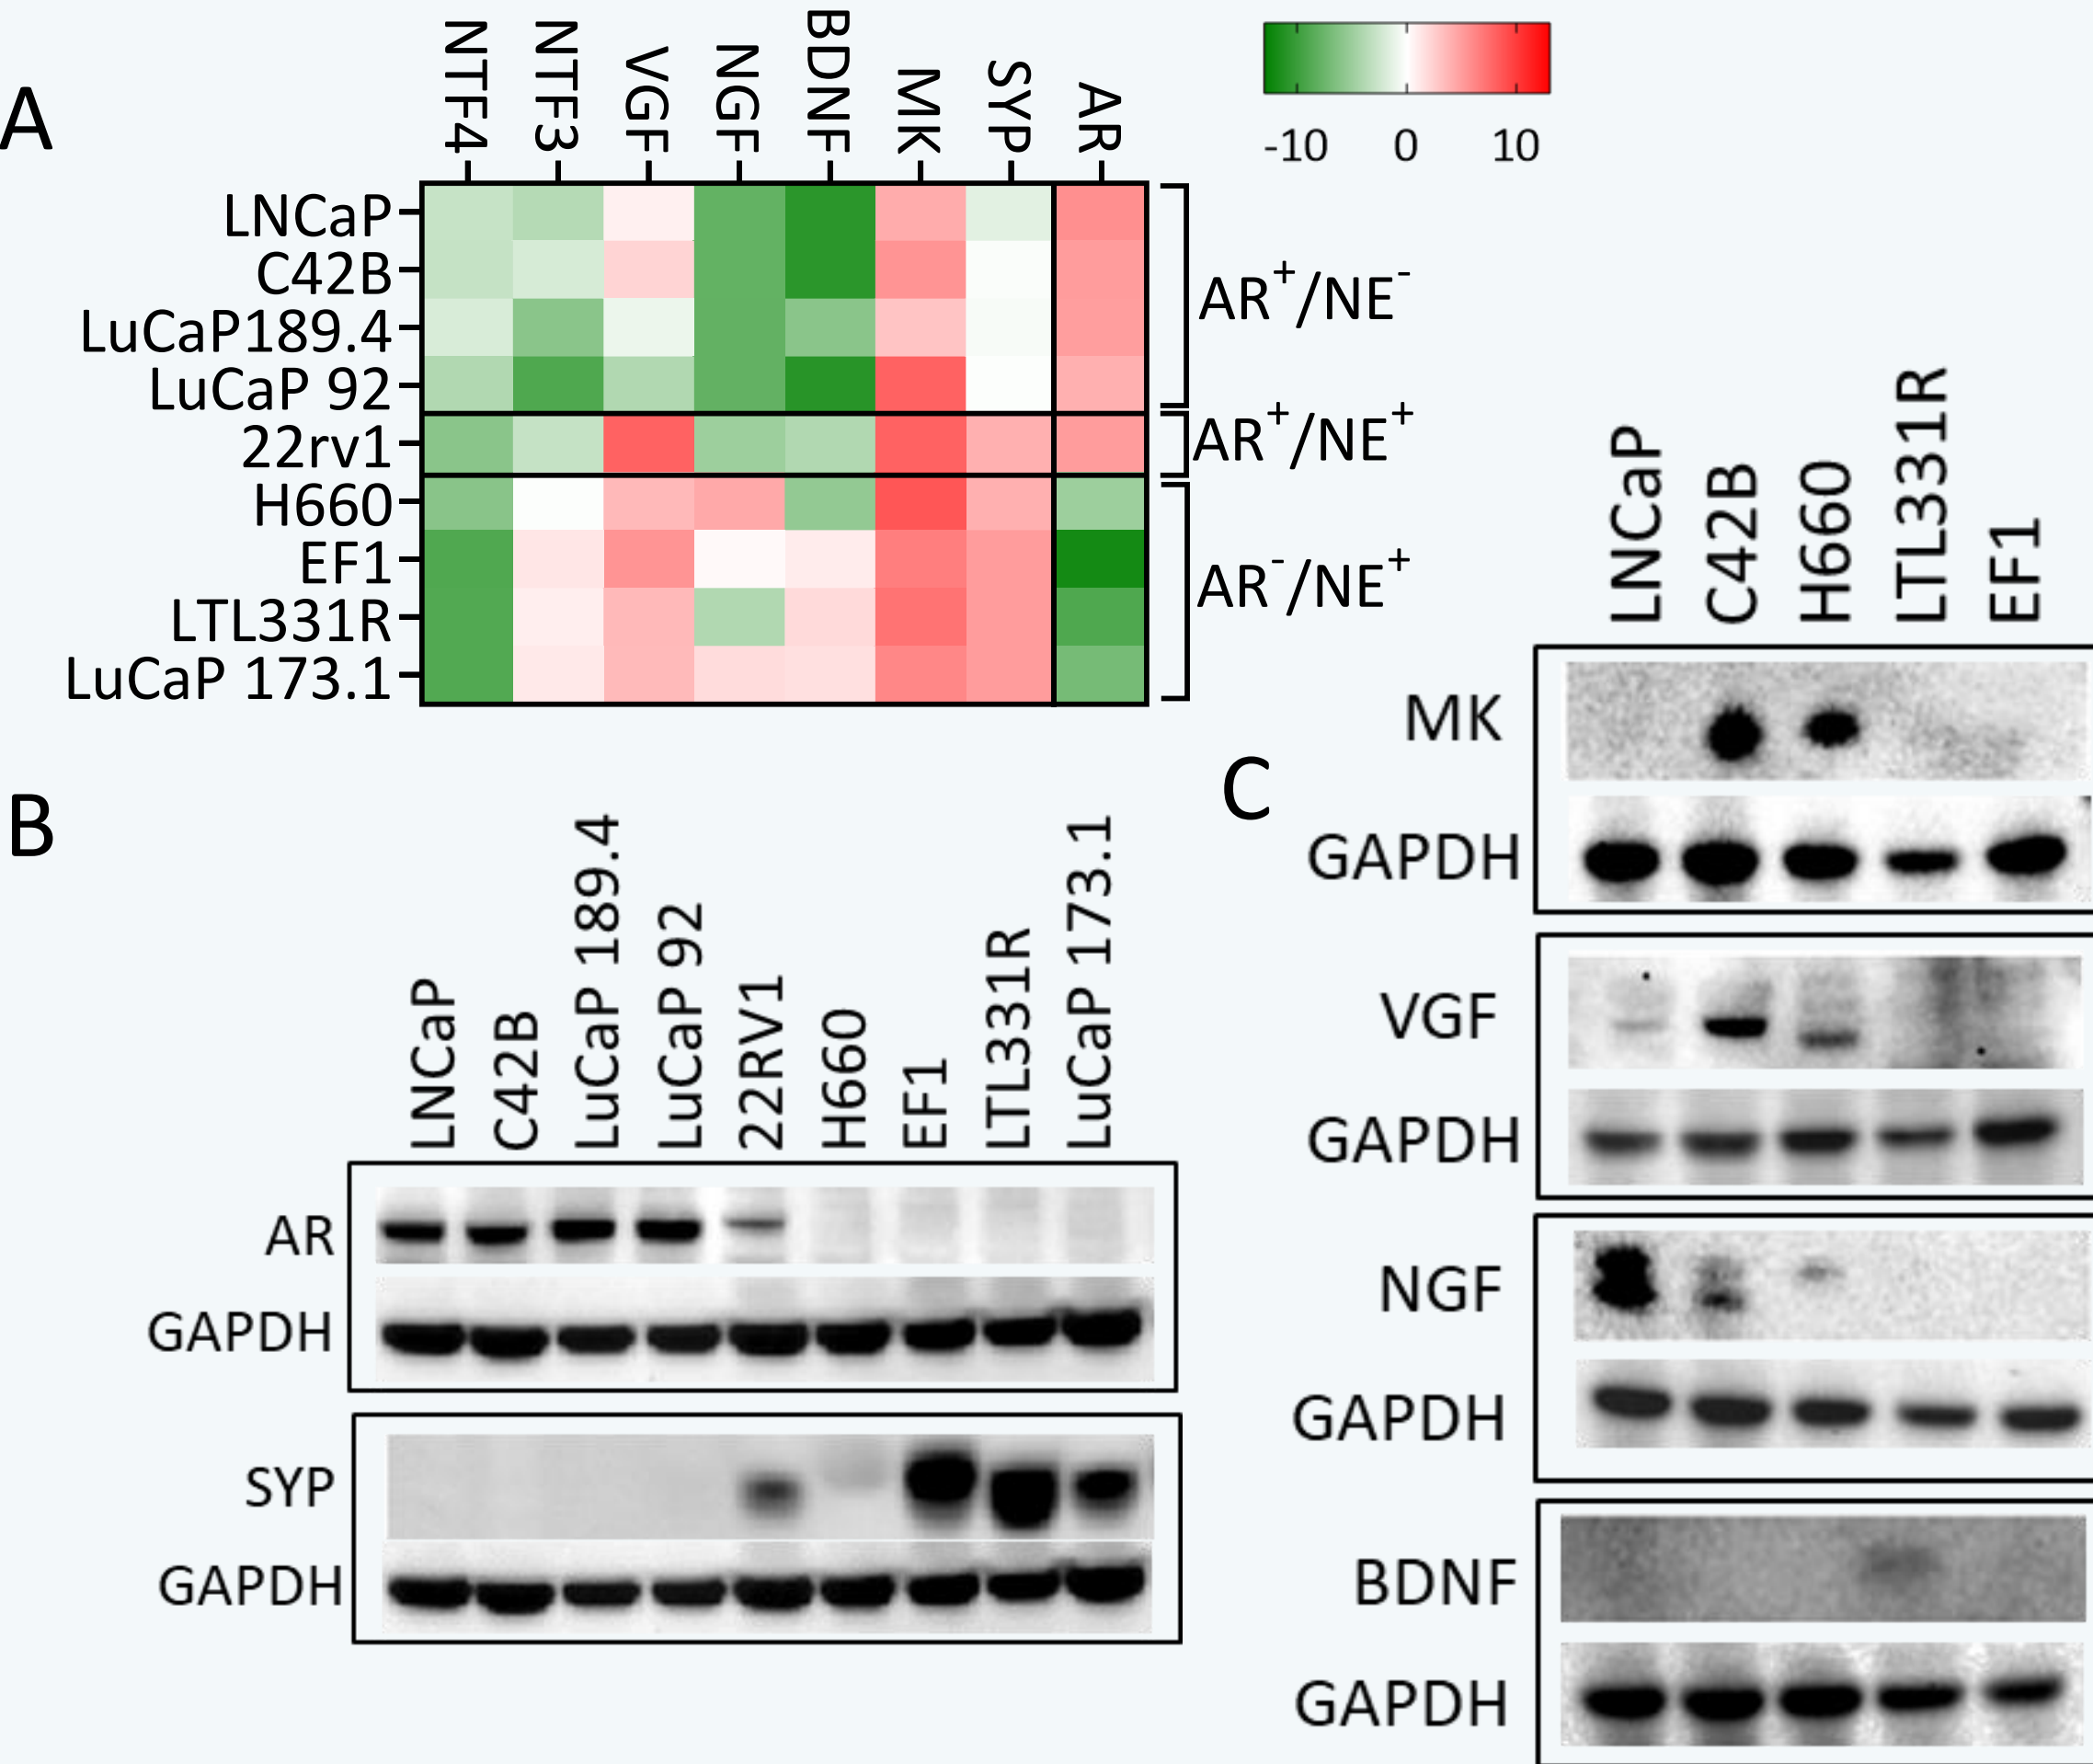 A
NTF4
NTF3
VGF
NGF
BDNF
MK
SYP
AR
-10 0 10
LNCaP
C42B
LuCaP189.4
LuCaP 92
22rv1
H660
EF1
LTL331R
LuCaP 173.1
AR+/NE-
AR+/NE+
AR-/NE+
B
LNCaP
C42B
LuCaP 189.4
LuCaP 92
22RV1
H660
EF1
LTL331R
LuCaP 173.1
AR
GAPDH
SYP
GAPDH
C
LNCaP
C42B
H660
LTL331R
EF1
MK
GAPDH
VGF
GAPDH
NGF
GAPDH
BDNF
GAPDH